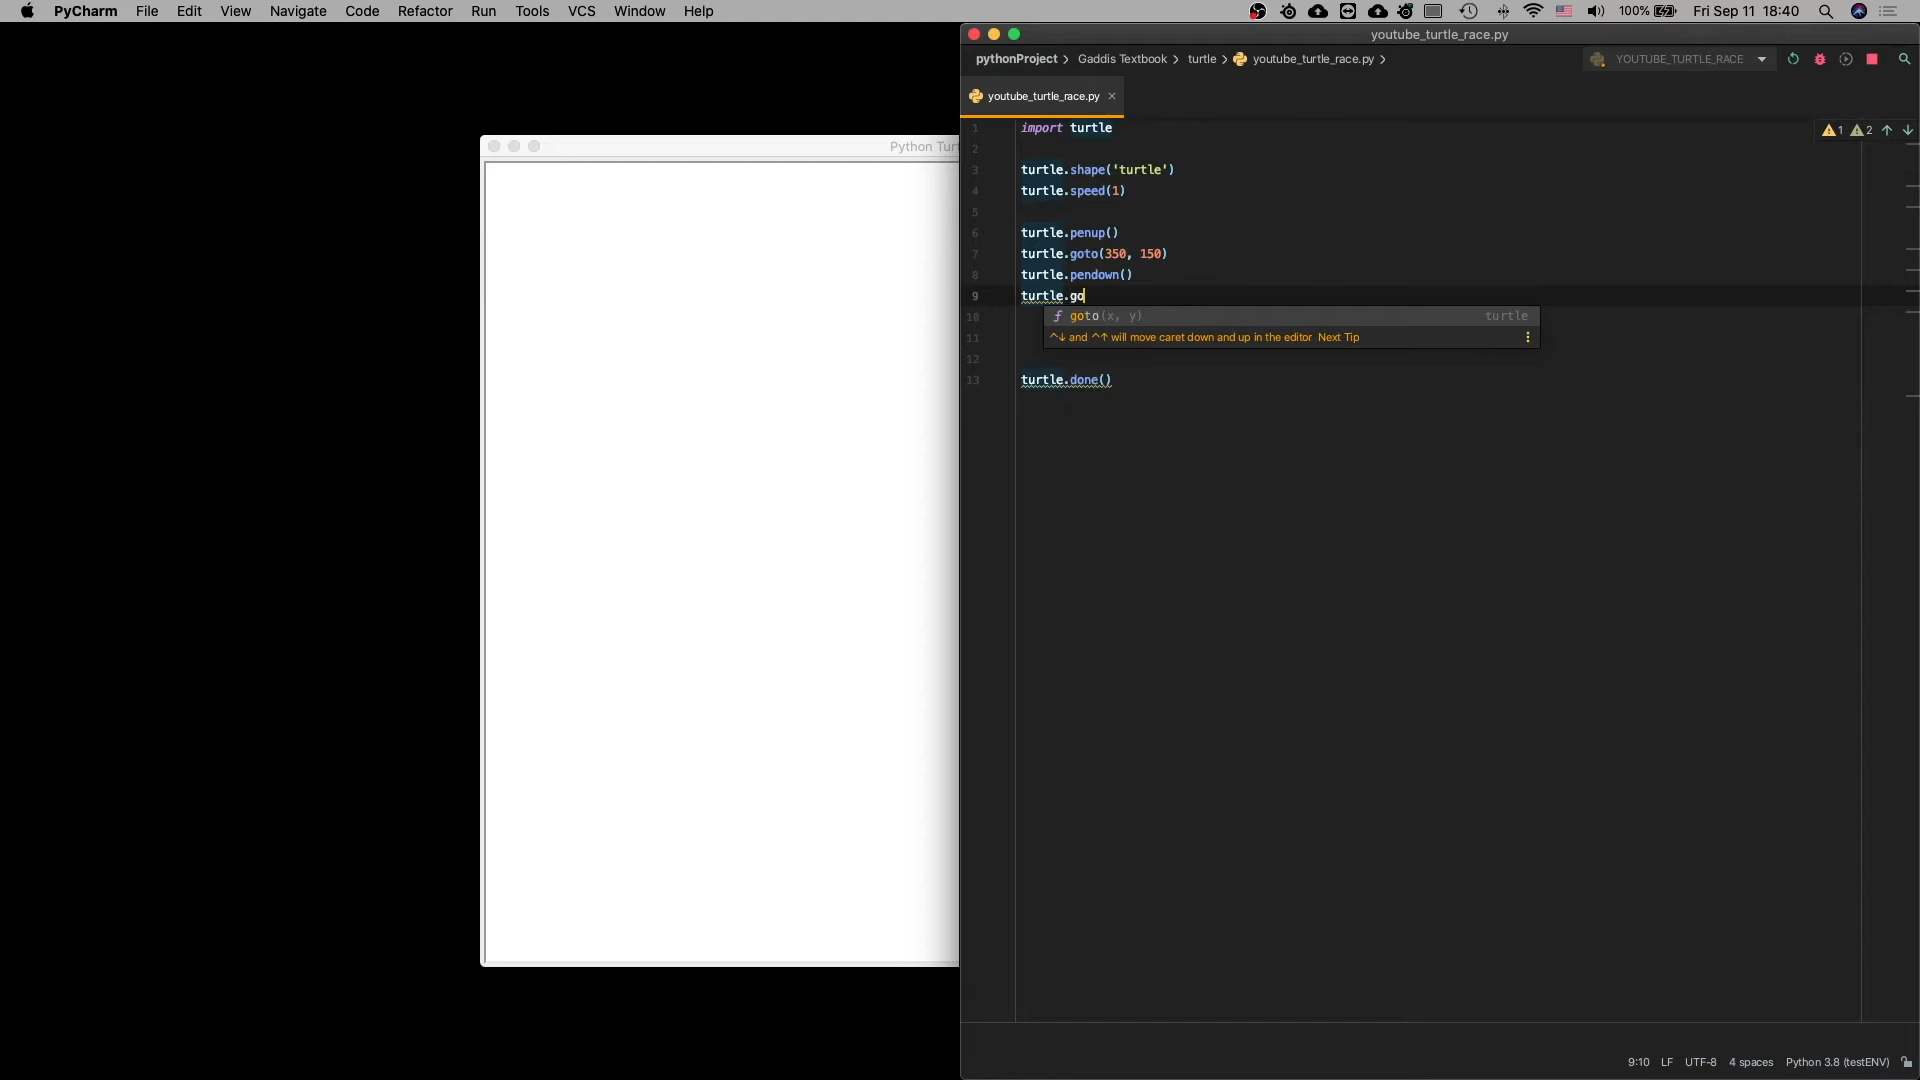 PyCharm File Edit View Navigate Code Refactor Run Tools VCS Window Help 100% Fri Sep 11 18:40
youtube_turtle_race.py
pythonProject Gaddis Textbook turtle youtube_turtle_race.py YOUTUBE_TURTLE_RACE
youtube_turtle_race.py
Python Tur
1 import turtle 1 2
2
3 turtle.shape('turtle')
4 turtle.speed(1)
5
6 turtle.penup()
7 turtle.goto(350, 150)
8 turtle.pendown()
9 turtle.go
10 f goto(x, y) turtle
11 ^↓ and ^↑ will move caret down and up in the editor Next Tip
12
13 turtle.done()
9:10 LF UTF-8 4 spaces Python 3.8 (testENV)